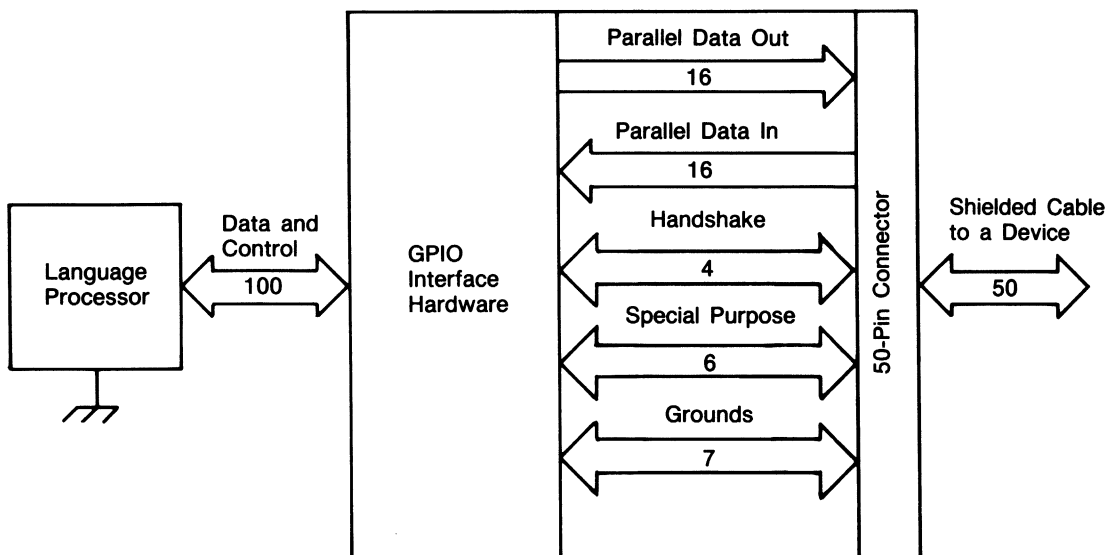 Parallel Data Out
16
Parallel Data In
16
Handshake
4
Special Purpose
6
Grounds
7
Language
Processor
Data and
Control
100
GPIO
Interface
Hardware
50-Pin Connector
Shielded Cable
to a Device
50